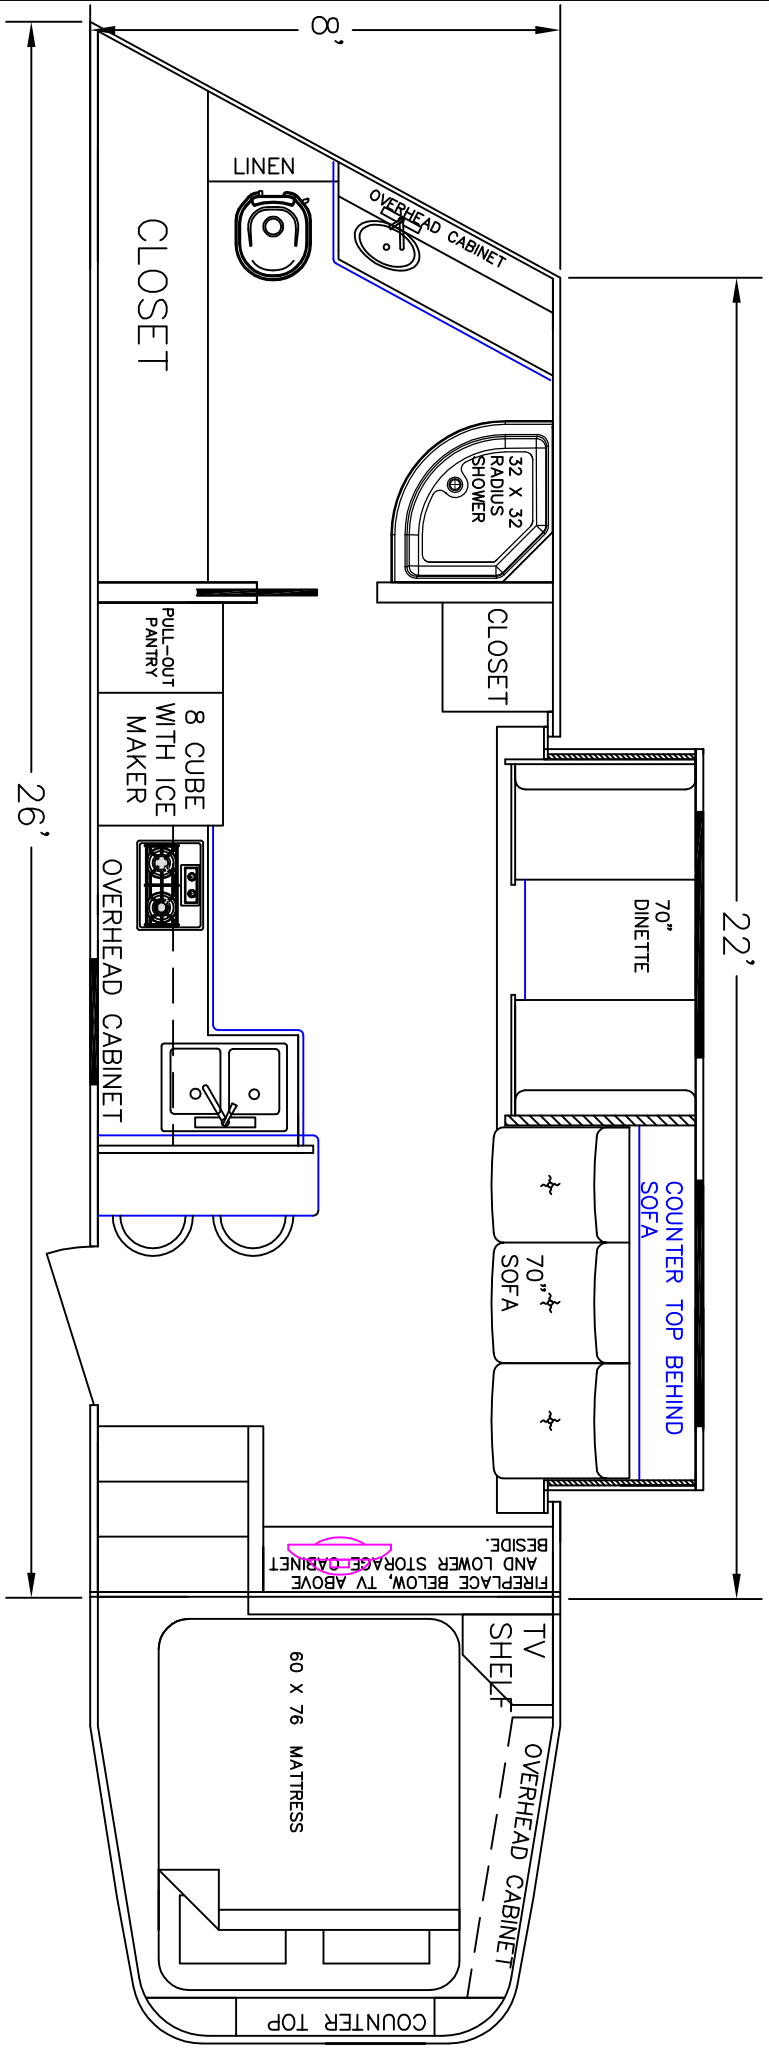 8'
LINEN
OVERHEAD CABINET
CLOSET
32 X 32
RADIUS
SHOWER
PULL-OUT
PANTRY
CLOSET
8 CUBE
WITH ICE
MAKER
26'
22'
OVERHEAD CABINET
70"
DINETTE
COUNTER TOP BEHIND
SOFA
70"
SOFA
FIREPLACE BELOW, TV ABOVE
AND LOWER STORAGE CABINET
BESIDE.
TV
SHELF
60 X 76 MATTRESS
OVERHEAD CABINET
COUNTER TOP